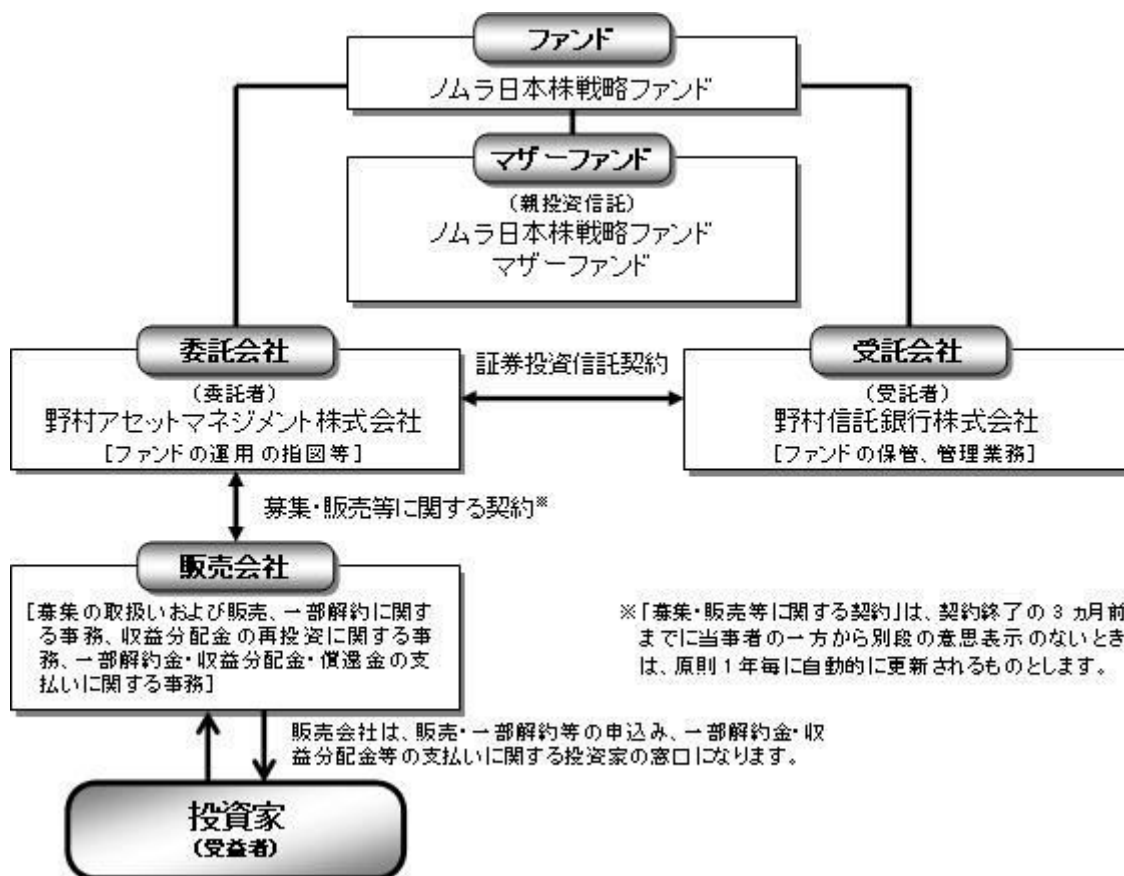 ファンド
ノムラ日本株戦略ファンド
マザーファンド
(親投資信託)
ノムラ日本株戦略ファンド
マザーファンド
委託会社
(委託者)
野村アセットマネジメント株式会社
[ファンドの運用の指図等]
証券投資信託契約
受託会社
(受託者)
野村信託銀行株式会社
[ファンドの保管、管理業務]
募集・販売等に関する契約※
販売会社
[募集の取扱いおよび販売、一部解約に関す
る事務、収益分配金の再投資に関する事
務、一部解約金・収益分配金・償還金の支
払いに関する事務]
※「募集・販売等に関する契約」は、契約終了の3ヵ月前
までに当事者の一方から別段の意思表示のないとき
は、原則1年毎に自動的に更新されるものとします。
販売会社は、販売・一部解約等の申込み、一部解約金・収
益分配金等の支払いに関する投資家の窓口になります。
投資家
(受益者)